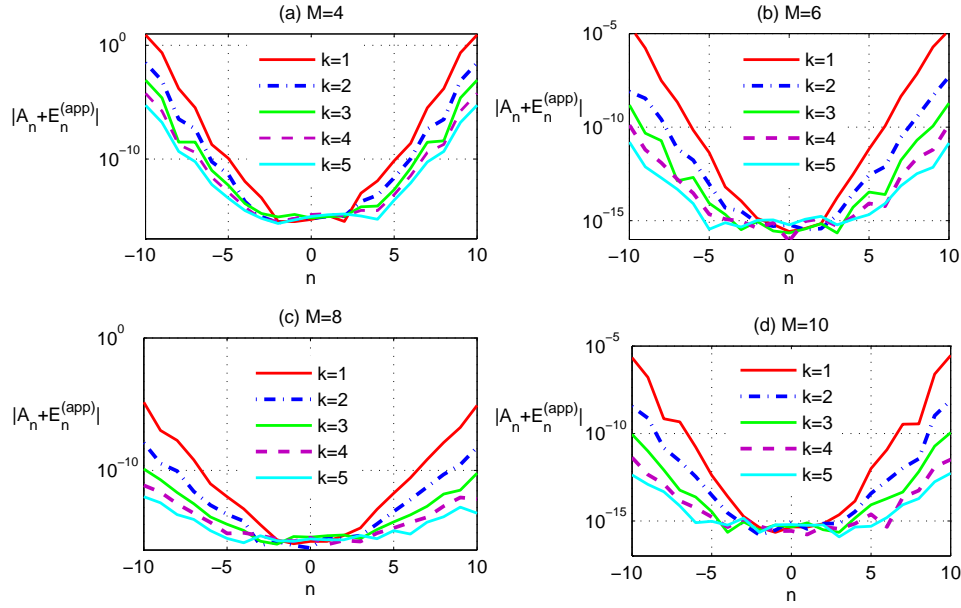 (a) M=4
10^0
10^{-10}
|A_n+E_n^{(app)}|
k=1
k=2
k=3
k=4
k=5
−10 −5 0 5 10
n
(b) M=6
10^{-5}
10^{-10}
10^{-15}
|A_n+E_n^{(app)}|
k=1
k=2
k=3
k=4
k=5
−10 −5 0 5 10
n
(c) M=8
10^0
10^{-10}
|A_n+E_n^{(app)}|
k=1
k=2
k=3
k=4
k=5
−10 −5 0 5 10
n
(d) M=10
10^{-5}
10^{-10}
10^{-15}
|A_n+E_n^{(app)}|
k=1
k=2
k=3
k=4
k=5
−10 −5 0 5 10
n